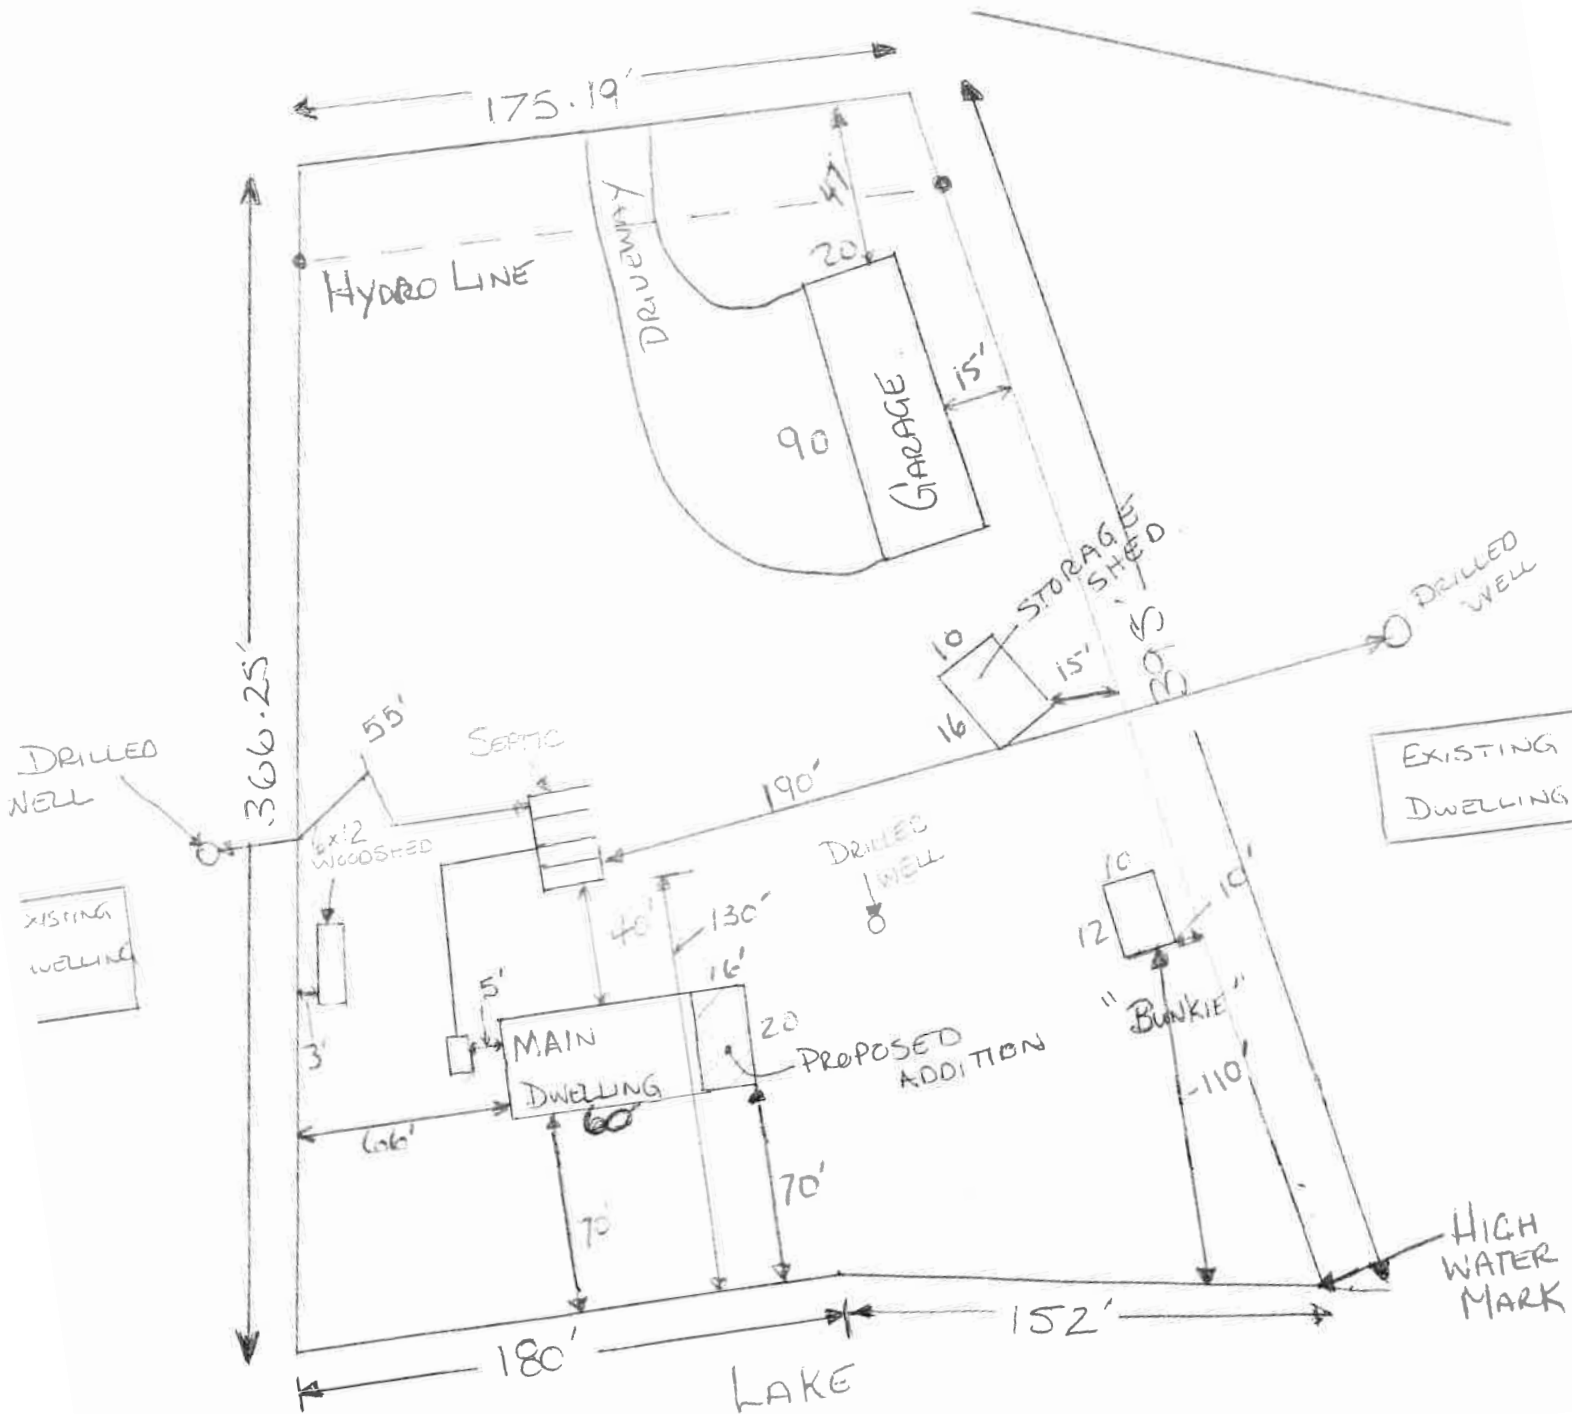 175.19'
47'
HYDRO LINE
DRIVEWAY
20
15'
GARAGE
90
STORAGE
SHED
395'
DRILLED
WELL
10
15'
16
366.25'
55'
SEPTIC
DRILLED
WELL
190'
EXISTING
DWELLING
6x12
WOODSHED
DRILLED
WELL
10
10'
12
XISTING
WELLING
40'
130'
16'
"BUNKIE"
5'
3'
MAIN
DWELLING
60'
20
PROPOSED
ADDITION
110'
66'
70'
70'
HIGH
WATER
MARK
180'
152'
LAKE